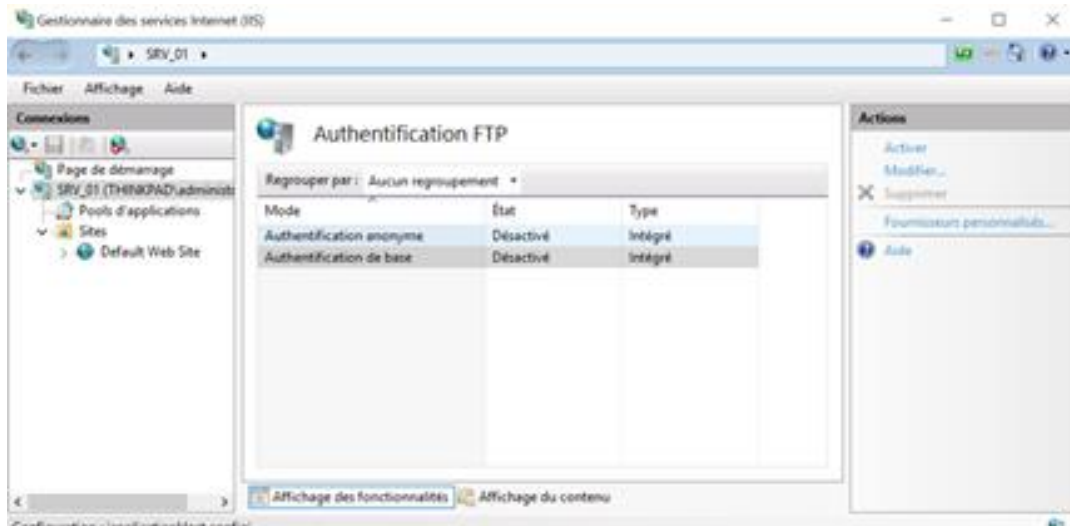 Gestionnaire des services Internet (IIS)
SRV_01
Fichier Affichage Aide
Connexions
Page de démarrage
SRV_01 (THINKPAD\administ
Pools d'applications
Sites
Default Web Site
Authentification FTP
Regrouper par : Aucun regroupement
Mode État Type
Authentification anonyme Désactivé Intégré
Authentification de base Désactivé Intégré
Affichage des fonctionnalités Affichage du contenu
Actions
Activer
Modifier...
Supprimer
Fournisseurs personnalisés...
Aide